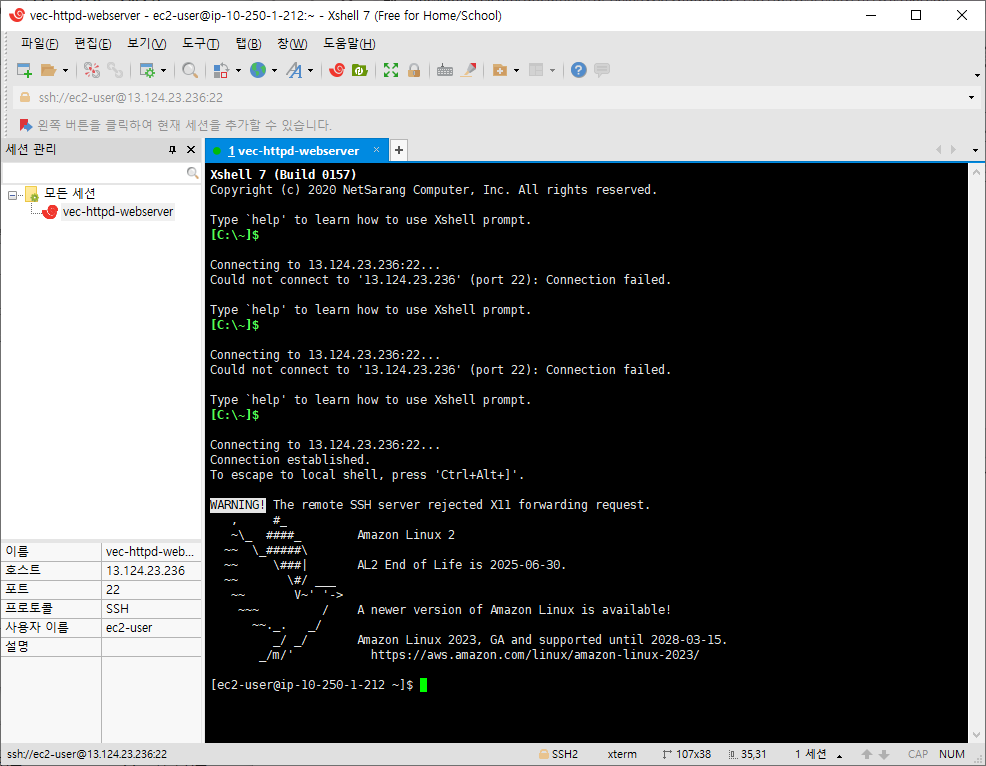 vec-httpd-webserver - ec2-user@ip-10-250-1-212:~ - Xshell 7 (Free for Home/School)
파일(F) 편집(E) 보기(V) 도구(T) 탭(B) 창(W) 도움말(H)
ssh://ec2-user@13.124.23.236:22
왼쪽 버튼을 클릭하여 현재 세션을 추가할 수 있습니다.
세션 관리
모든 세션
vec-httpd-webserver
이름 vec-httpd-web...
호스트 13.124.23.236
포트 22
프로토콜 SSH
사용자 이름 ec2-user
설명
1 vec-httpd-webserver × +
Xshell 7 (Build 0157)
Copyright (c) 2020 NetSarang Computer, Inc. All rights reserved.
Type `help' to learn how to use Xshell prompt.
[C:\~]$
Connecting to 13.124.23.236:22...
Could not connect to '13.124.23.236' (port 22): Connection failed.
Type `help' to learn how to use Xshell prompt.
[C:\~]$
Connecting to 13.124.23.236:22...
Could not connect to '13.124.23.236' (port 22): Connection failed.
Type `help' to learn how to use Xshell prompt.
[C:\~]$
Connecting to 13.124.23.236:22...
Connection established.
To escape to local shell, press 'Ctrl+Alt+]'.
WARNING! The remote SSH server rejected X11 forwarding request.
   ,     #_
   ~\_  ####_        Amazon Linux 2
  ~~  \_#####\
  ~~     \###|       AL2 End of Life is 2025-06-30.
  ~~       \#/ ___
   ~~       V~' '->
    ~~~         /    A newer version of Amazon Linux is available!
      ~~._.   _/
         _/ _/       Amazon Linux 2023, GA and supported until 2028-03-15.
       _/m/'           https://aws.amazon.com/linux/amazon-linux-2023/
[ec2-user@ip-10-250-1-212 ~]$
ssh://ec2-user@13.124.23.236:22 SSH2 xterm 107x38 35,31 1 세션 CAP NUM